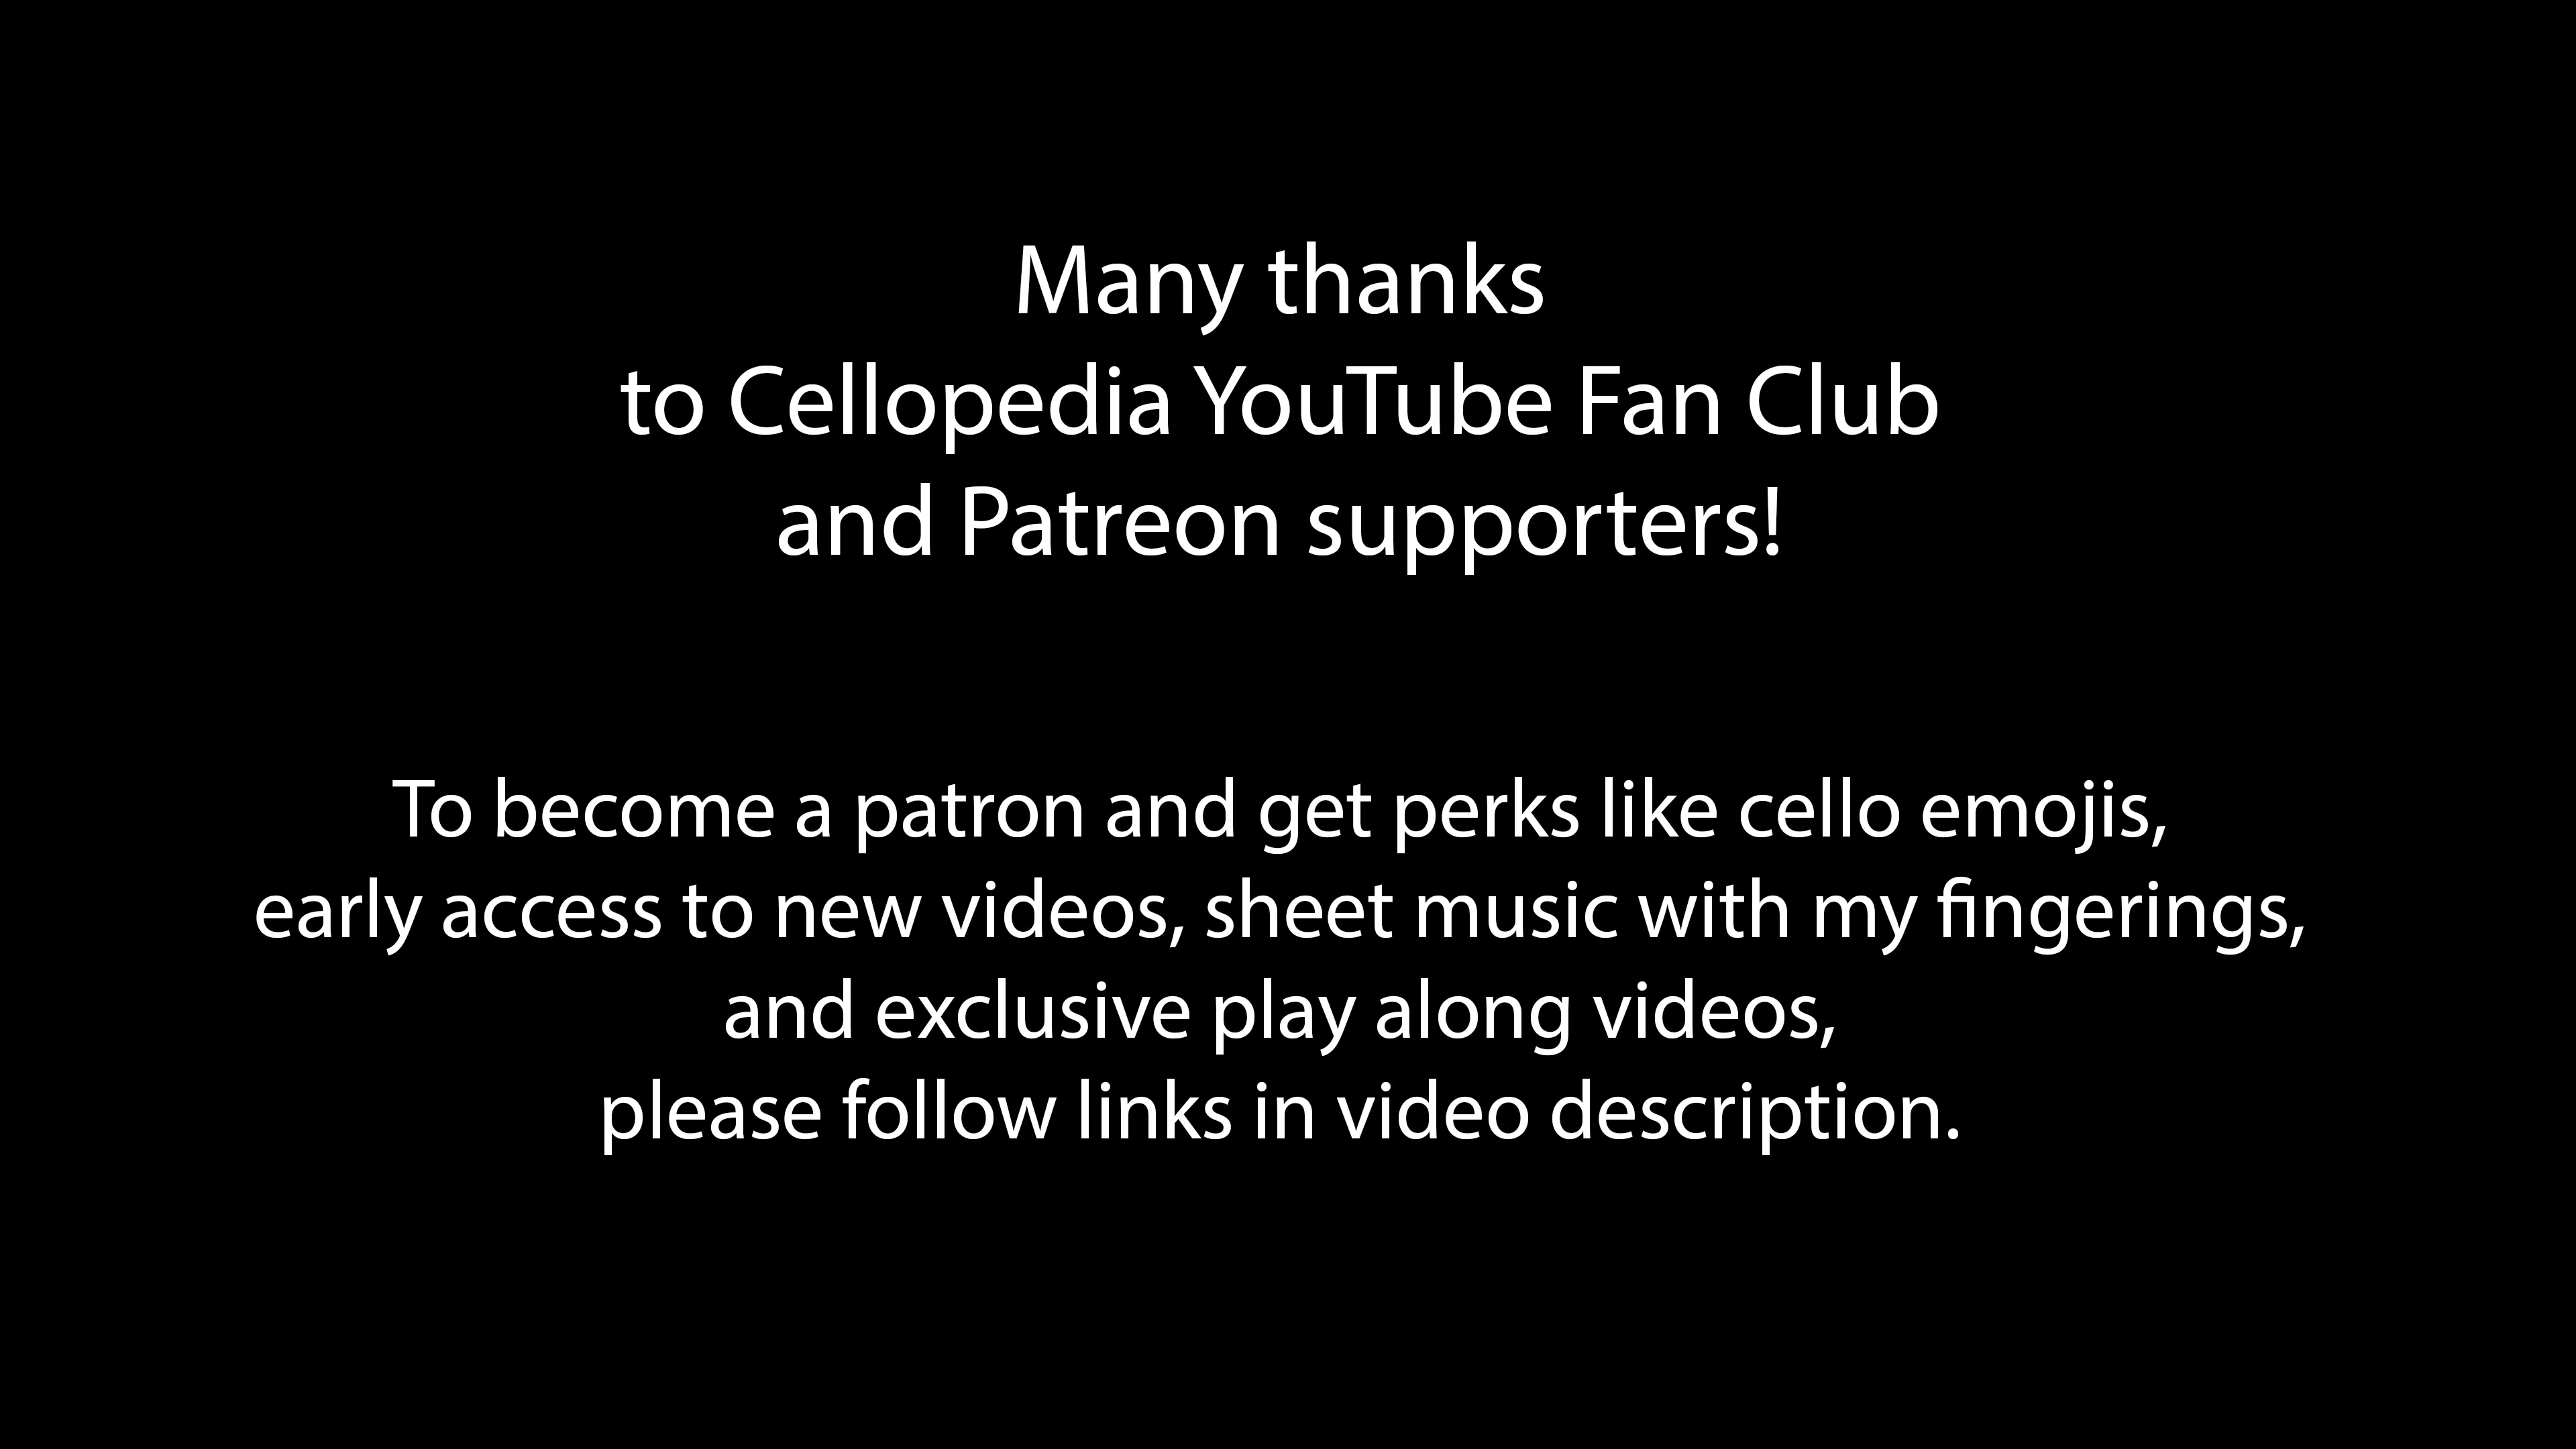 Many thanks
to Cellopedia YouTube Fan Club
and Patreon supporters!
To become a patron and get perks like cello emojis,
early access to new videos, sheet music with my fingerings,
and exclusive play along videos,
please follow links in video description.